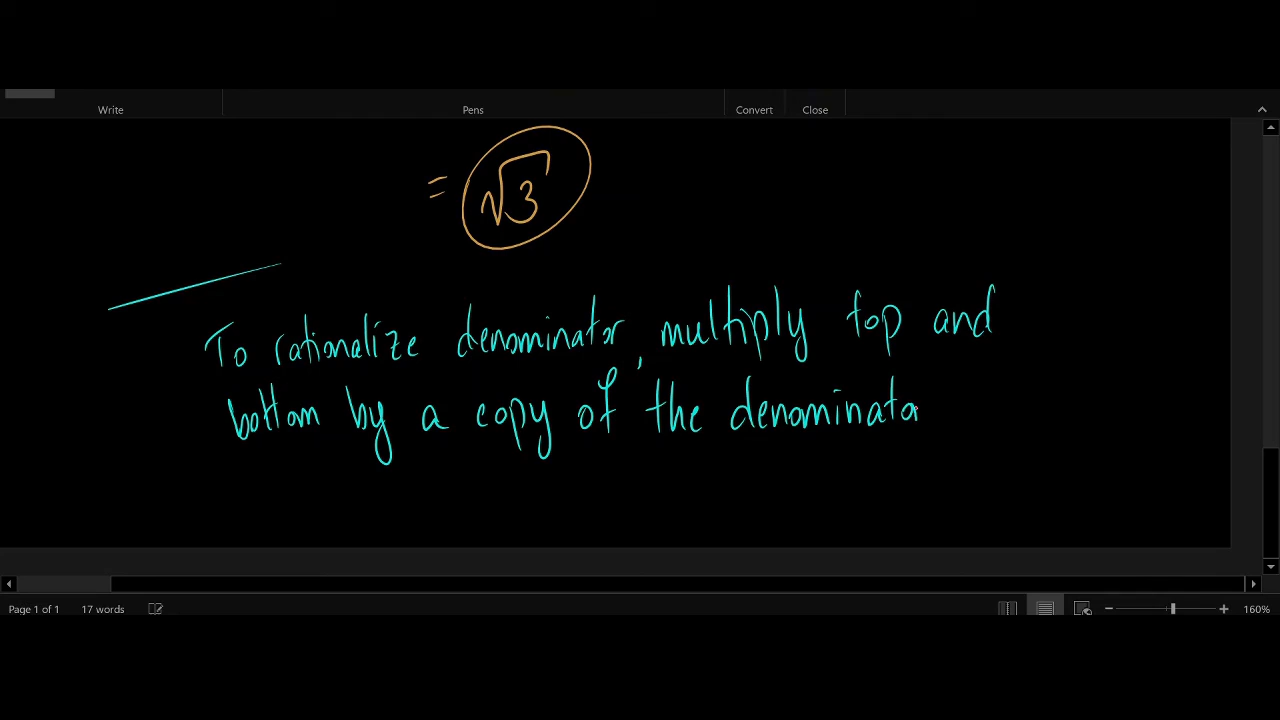 Write Pens Convert Close
= √3
To rationalize denominator, multiply top and
bottom by a copy of the denominato
Page 1 of 1 17 words 160%